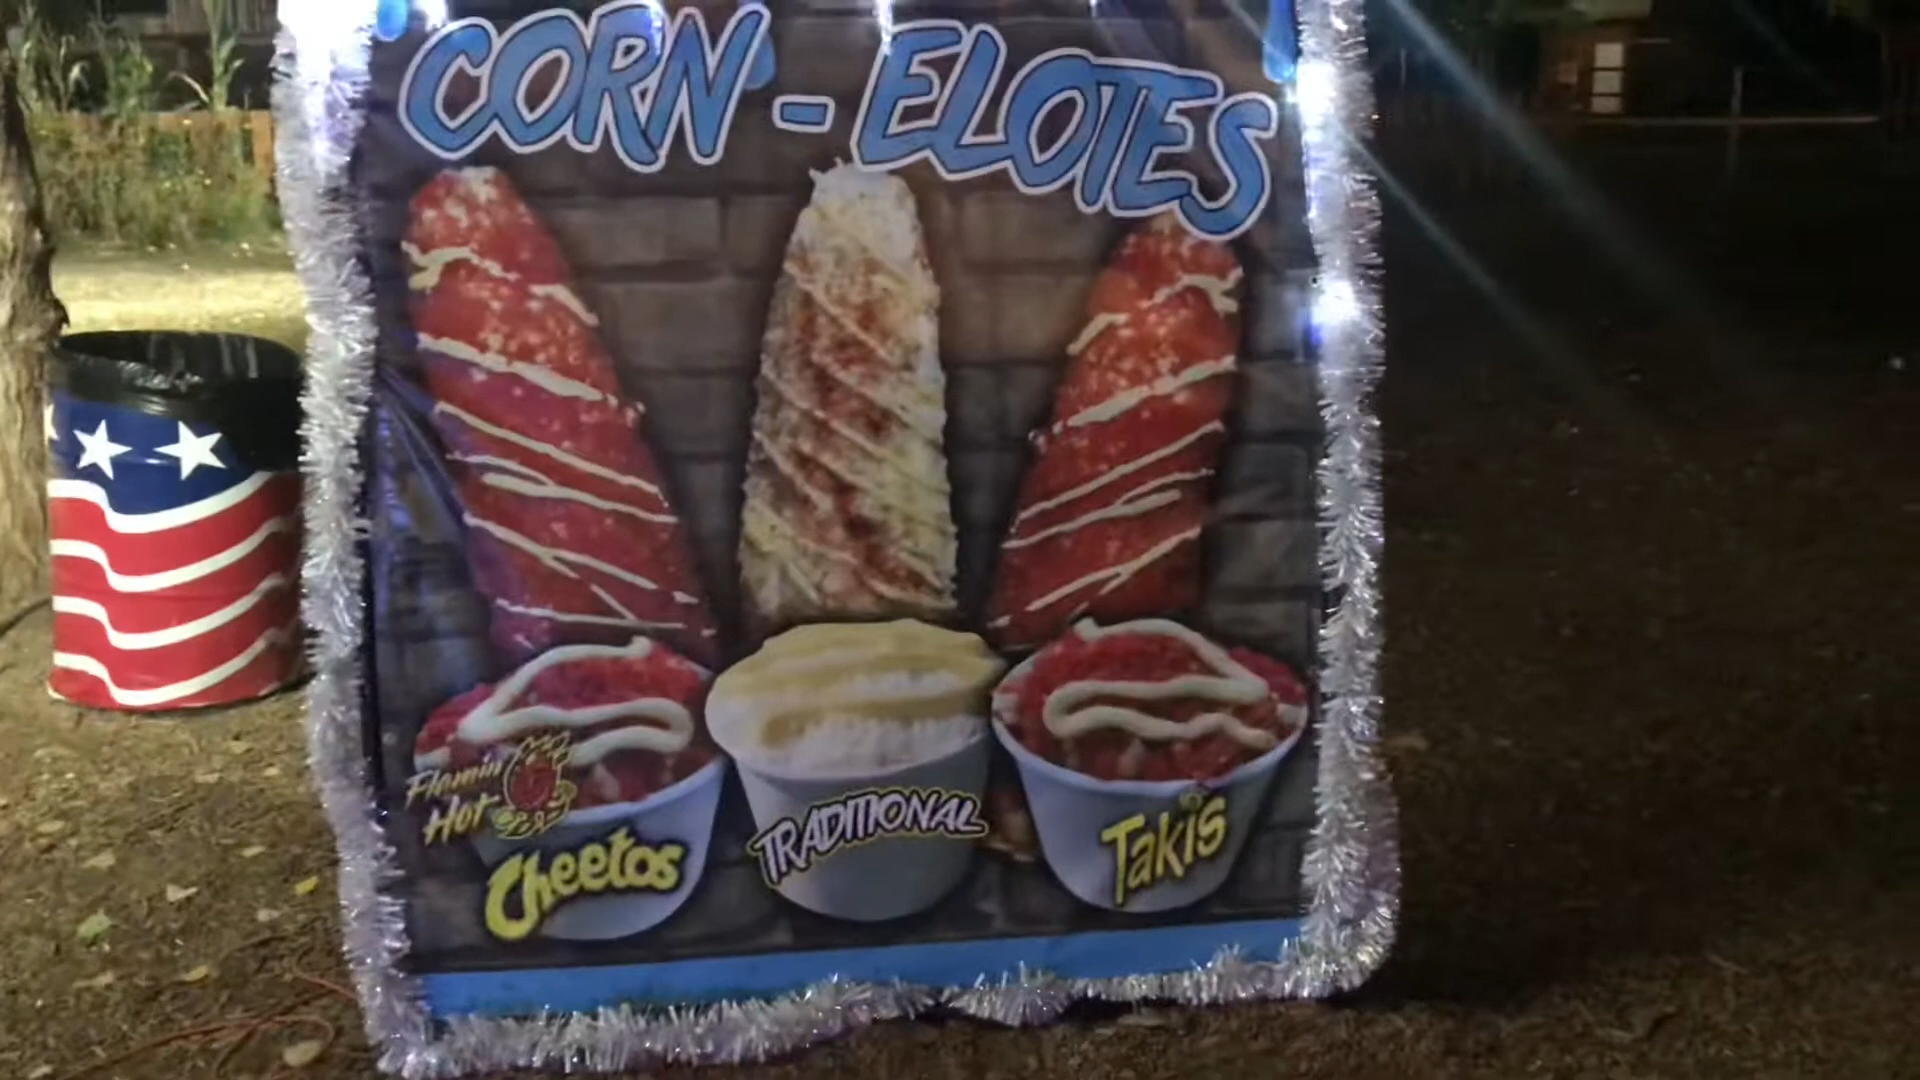 CORN - ELOTES
Flamin
Hot
Cheetos
TRADITIONAL
Takis